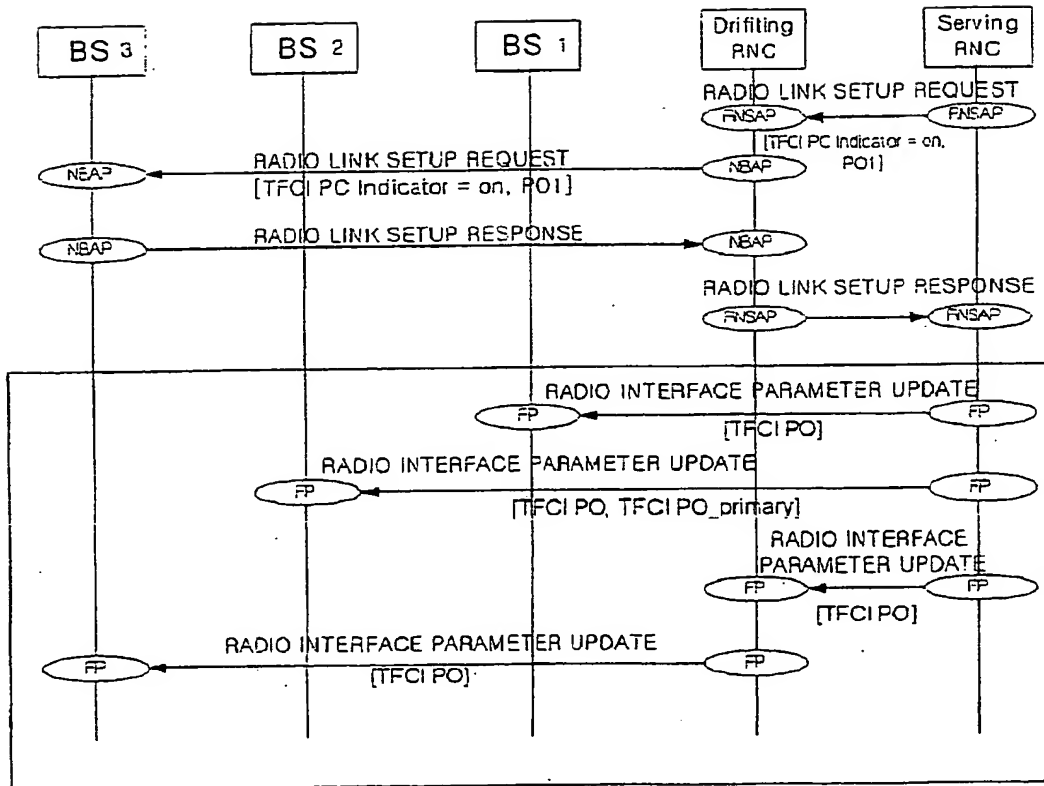 BS 3
BS 2
BS 1
Drifiting
RNC
Serving
RNC
RADIO LINK SETUP REQUEST
RNSAP
RNSAP
[TFCI PC Indicator = on,
PO1]
RADIO LINK SETUP REQUEST
NBAP
NBAP
[TFCI PC Indicator = on, PO1]
RADIO LINK SETUP RESPONSE
NBAP
NBAP
RADIO LINK SETUP RESPONSE
RNSAP
RNSAP
RADIO INTERFACE PARAMETER UPDATE
FP
FP
[TFCI PO]
RADIO INTERFACE PARAMETER UPDATE
FP
FP
[TFCI PO, TFCI PO_primary]
RADIO INTERFACE
PARAMETER UPDATE
FP
FP
[TFCI PO]
RADIO INTERFACE PARAMETER UPDATE
FP
FP
[TFCI PO]